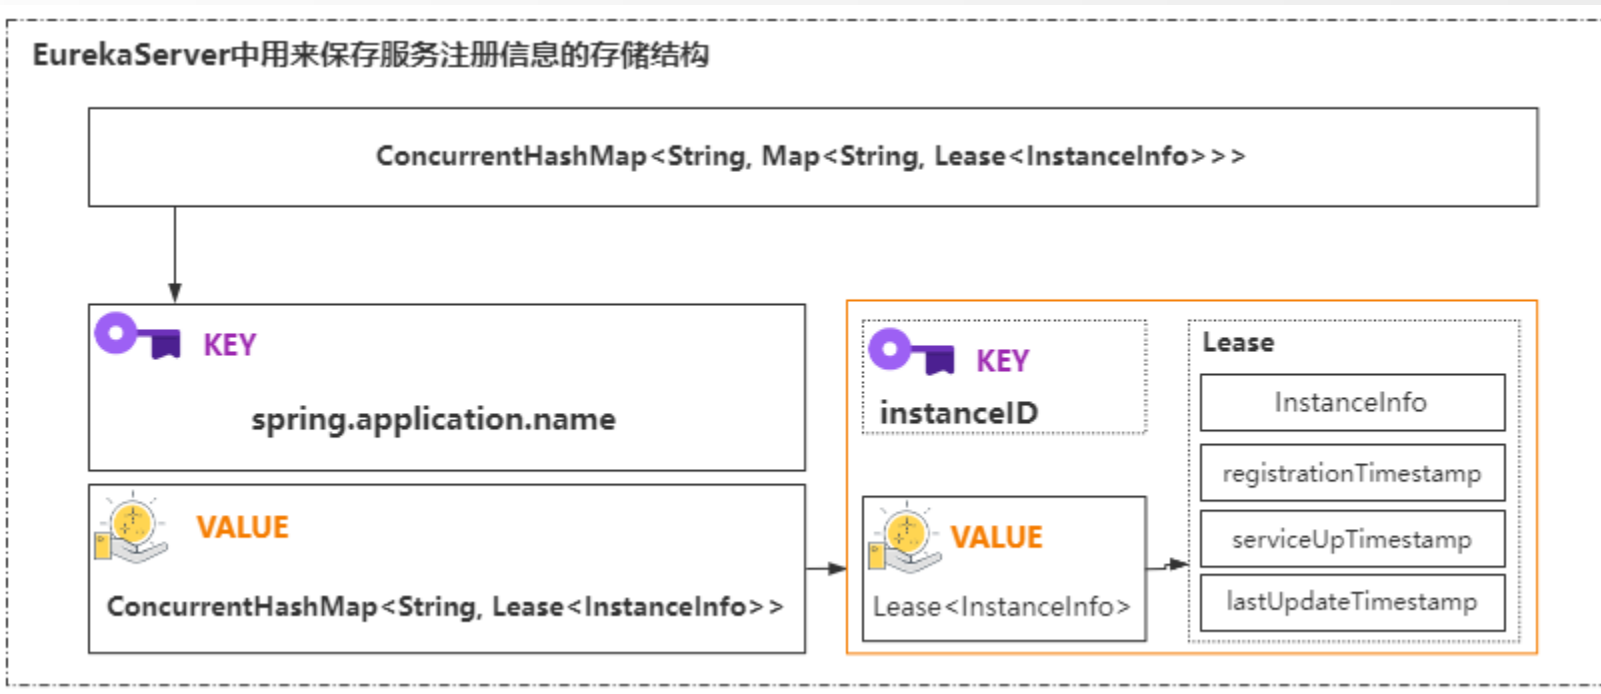 EurekaServer中用来保存服务注册信息的存储结构
ConcurrentHashMap<String, Map<String, Lease<InstanceInfo>>>
KEY
spring.application.name
VALUE
ConcurrentHashMap<String, Lease<InstanceInfo>>
KEY
instanceID
VALUE
Lease<InstanceInfo>
Lease
InstanceInfo
registrationTimestamp
serviceUpTimestamp
lastUpdateTimestamp